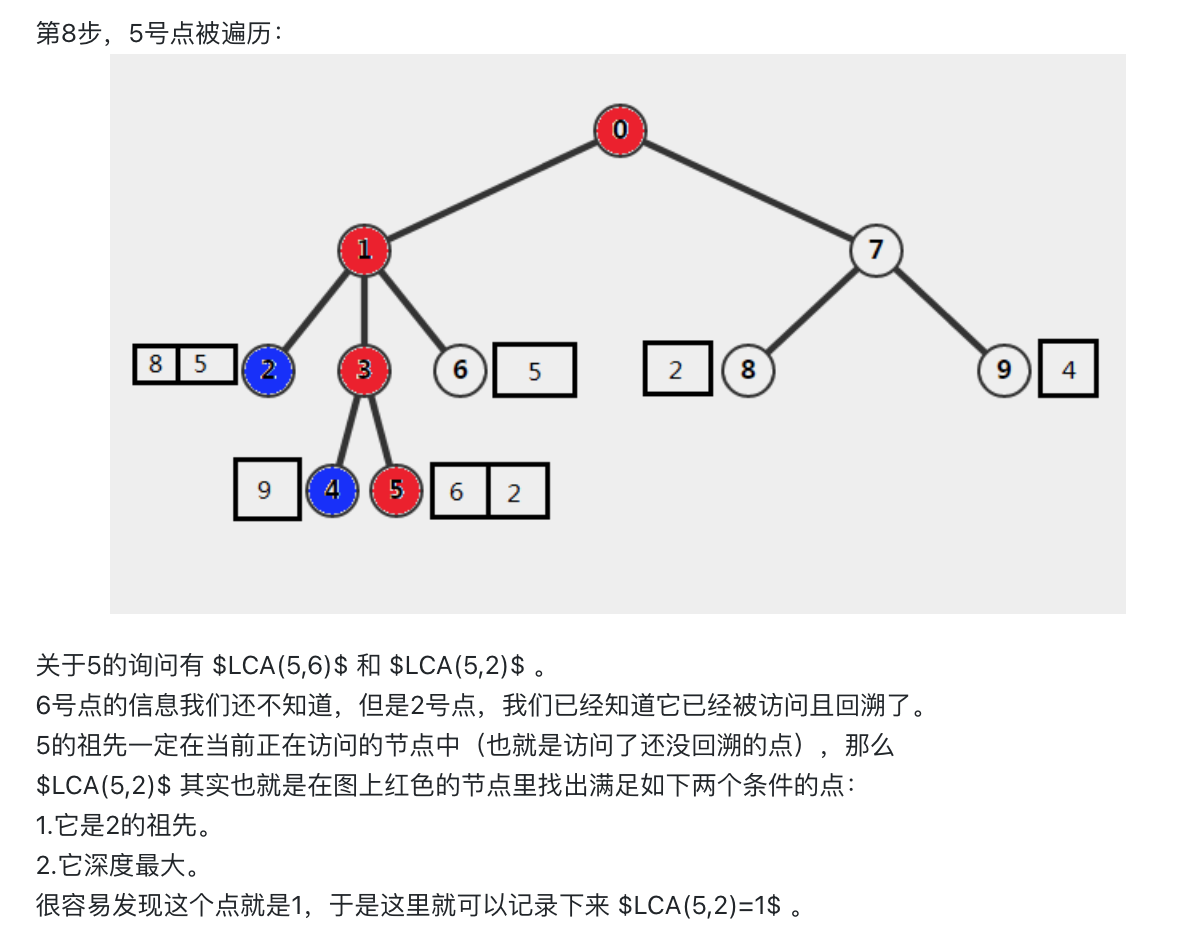 第8步，5号点被遍历：
0
1
7
8 5
2
3
6
5
2
8
9
4
9
4
5
6 2
关于5的询问有 $LCA(5,6)$ 和 $LCA(5,2)$ 。
6号点的信息我们还不知道，但是2号点，我们已经知道它已经被访问且回溯了。
5的祖先一定在当前正在访问的节点中（也就是访问了还没回溯的点），那么
$LCA(5,2)$ 其实也就是在图上红色的节点里找出满足如下两个条件的点：
1.它是2的祖先。
2.它深度最大。
很容易发现这个点就是1，于是这里就可以记录下来 $LCA(5,2)=1$ 。